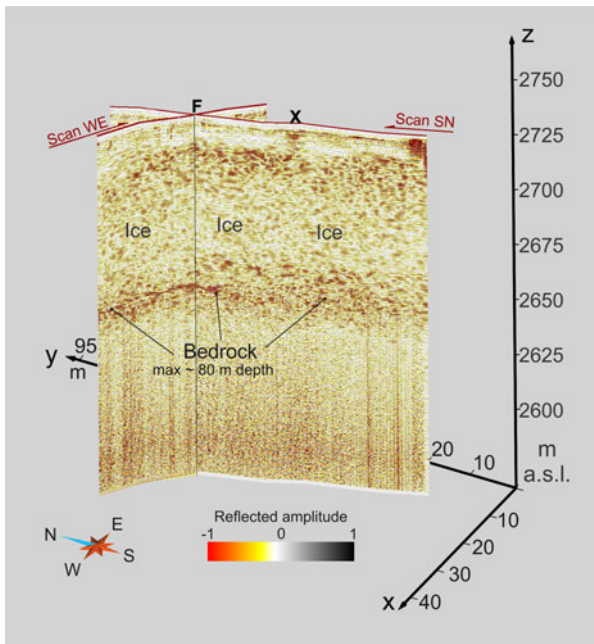 z
2750
F
X
Scan WE
Scan SN
2725
2700
Ice
Ice
Ice
2675
2650
95
y
m
Bedrock
max ~ 80 m depth
2625
2600
20
10
m
a.s.l.
10
20
30
40
x
N
E
W
S
Reflected amplitude
-1
0
1